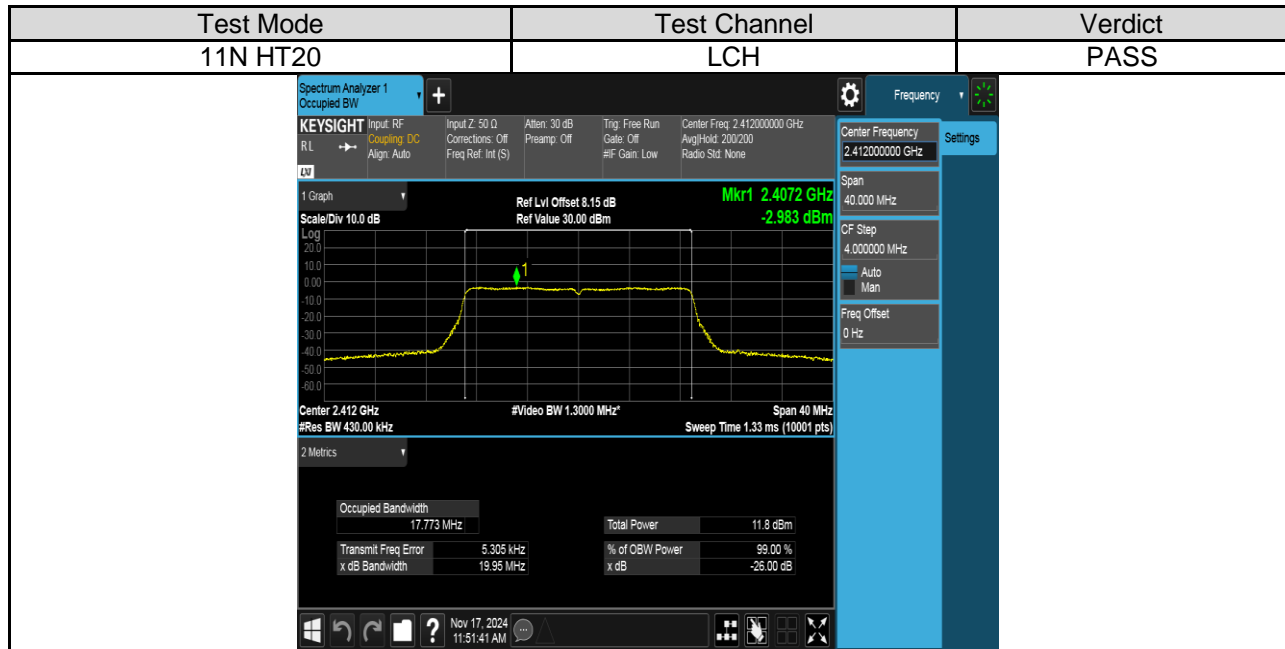 Test Mode Test Channel Verdict
11N HT20 LCH PASS
Spectrum Analyzer 1
Occupied BW
+
Frequency
KEYSIGHT Input: RF Input Z: 50 Ω Atten: 30 dB Trig: Free Run Center Freq: 2.412000000 GHz
RL Coupling: DC Corrections: Off Preamp: Off Gate: Off Avg|Hold: 200/200
Align: Auto Freq Ref: Int (S) #IF Gain: Low Radio Std: None
LXI
Center Frequency
2.412000000 GHz
Settings
Span
40.000 MHz
CF Step
4.000000 MHz
Auto
Man
Freq Offset
0 Hz
1 Graph
Ref Lvl Offset 8.15 dB
Mkr1 2.4072 GHz
Scale/Div 10.0 dB Ref Value 30.00 dBm -2.983 dBm
Log
20.0
10.0
0.00
-10.0
-20.0
-30.0
-40.0
-50.0
-60.0
1
Center 2.412 GHz #Video BW 1.3000 MHz* Span 40 MHz
#Res BW 430.00 kHz Sweep Time 1.33 ms (10001 pts)
2 Metrics
Occupied Bandwidth
17.773 MHz Total Power 11.8 dBm
Transmit Freq Error 5.305 kHz % of OBW Power 99.00 %
x dB Bandwidth 19.95 MHz x dB -26.00 dB
?
Nov 17, 2024
11:51:41 AM